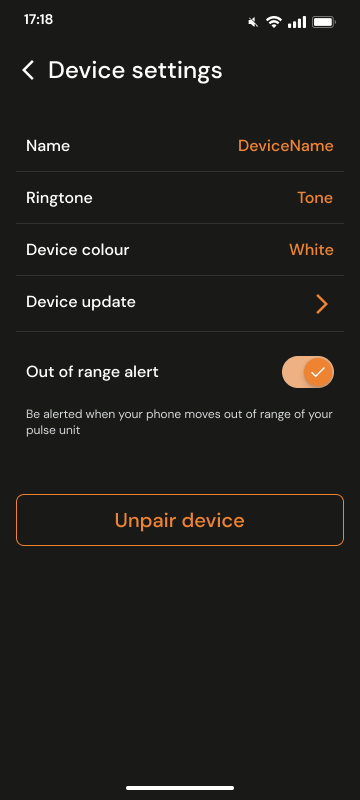 17:18
Device settings
Name DeviceName
Ringtone Tone
Device colour White
Device update
Out of range alert
Be alerted when your phone moves out of range of your
pulse unit
Unpair device